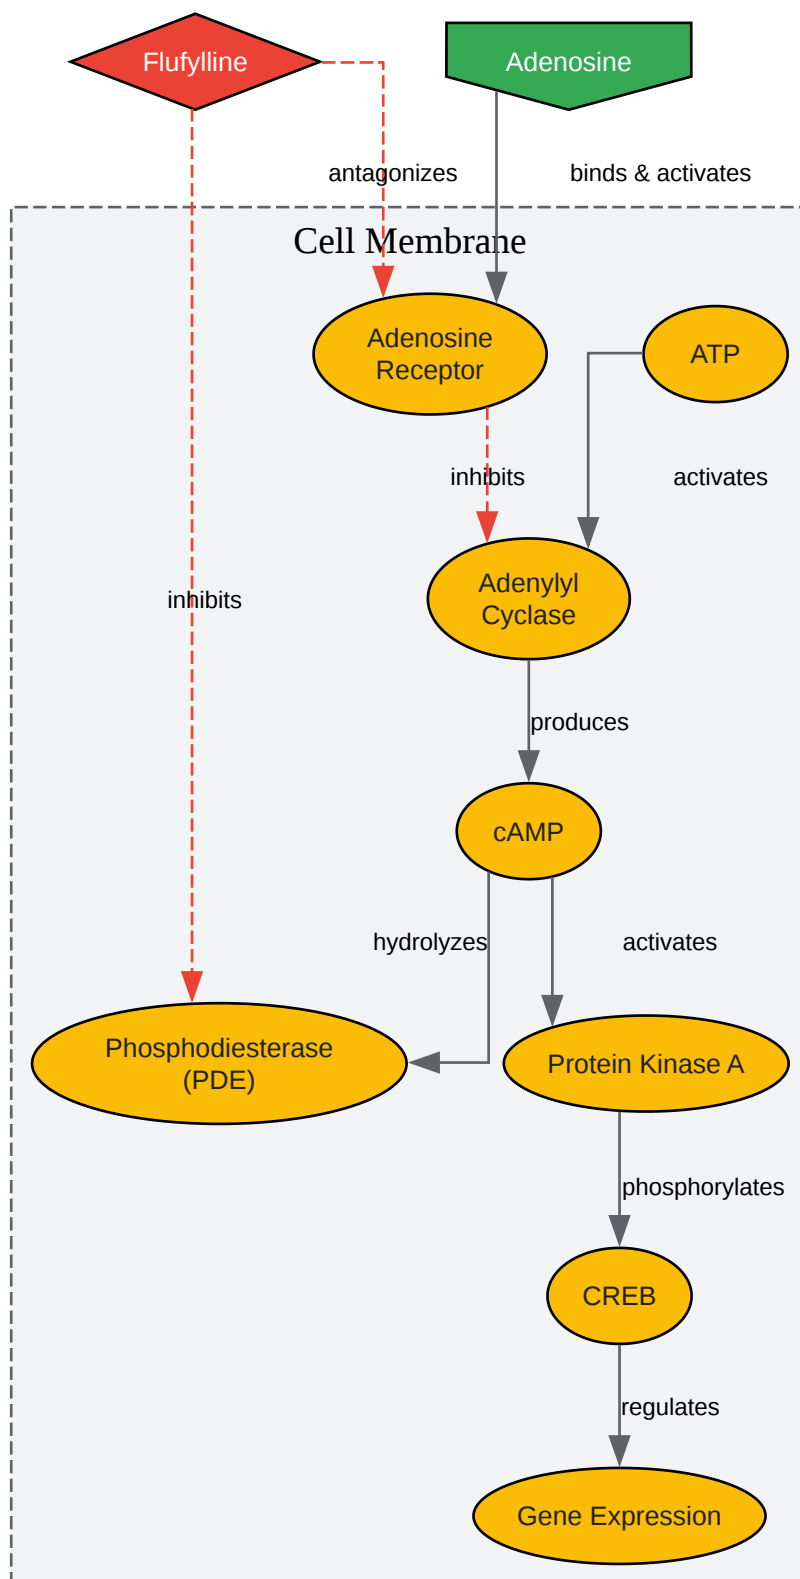 Flufylline
Adenosine
antagonizes
binds & activates
Cell Membrane
Adenosine
Receptor
ATP
inhibits
activates
Adenylyl
Cyclase
inhibits
produces
cAMP
hydrolyzes
activates
Phosphodiesterase
(PDE)
Protein Kinase A
phosphorylates
CREB
regulates
Gene Expression